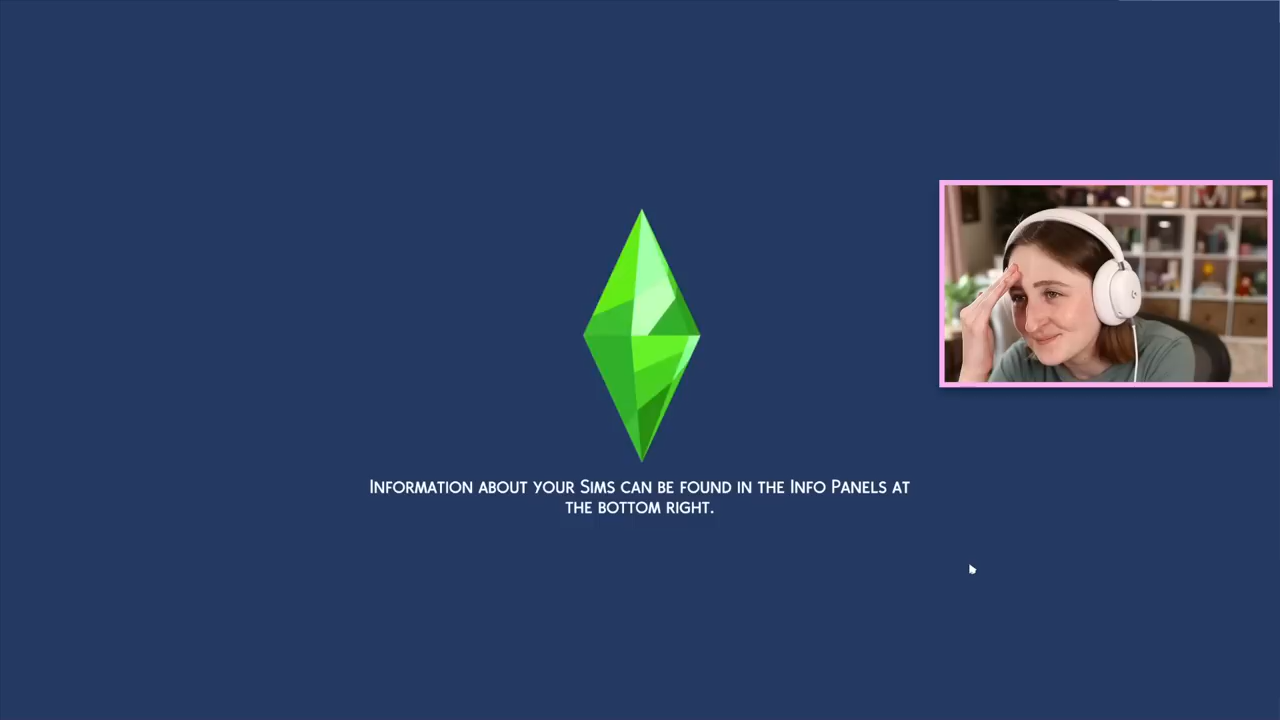 Information about your Sims can be found in the Info Panels at
the bottom right.